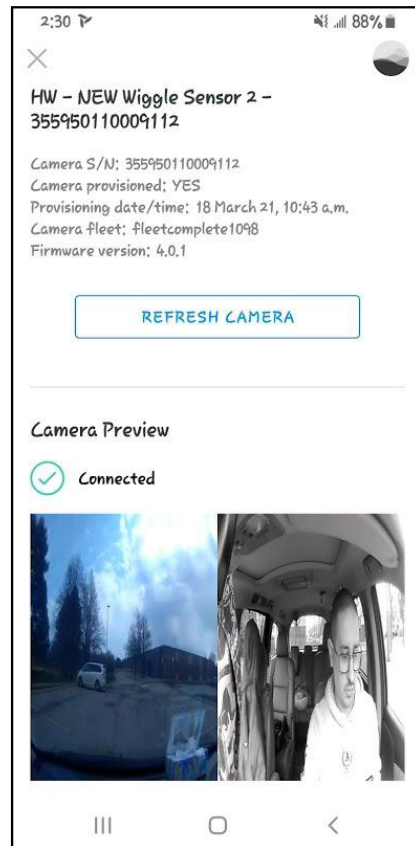 2:30
88%
HW - NEW Wiggle Sensor 2 -
355950110009112
Camera S/N: 355950110009112
Camera provisioned: YES
Provisioning date/time: 18 March 21, 10:43 a.m.
Camera fleet: fleetcomplete1098
Firmware version: 4.0.1
REFRESH CAMERA
Camera Preview
Connected